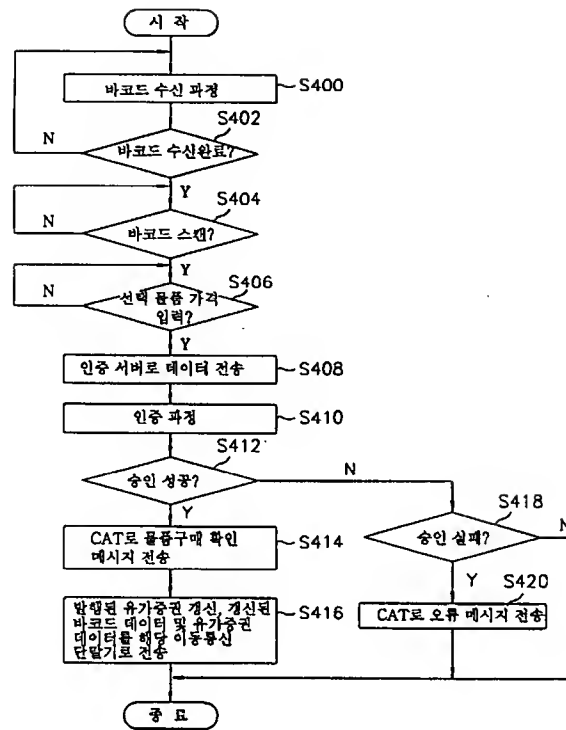 시 작
바코드 수신 과정
S400
S402
바코드 수신완료?
N
Y
S404
바코드 스캔?
N
Y
S406
선택 물품 가격
입력?
N
Y
인증 서버로 데이터 전송
S408
인증 과정
S410
S412
승인 성공?
N
Y
S418
승인 실패?
N
CAT로 물품구매 확인
메시지 전송
S414
Y
S420
CAT로 오류 메시지 전송
발행된 유가증권 갱신, 갱신된
바코드 데이터 및 유가증권
데이터를 해당 이동통신
단말기로 전송
S416
종 료